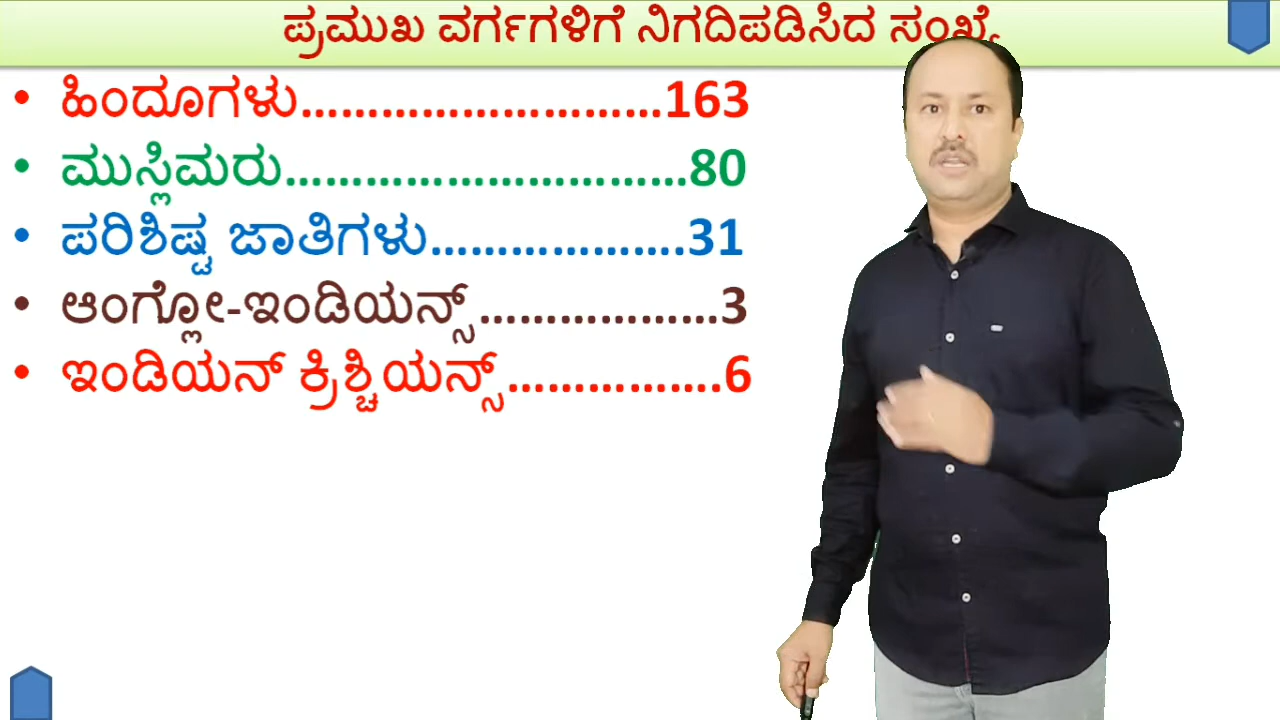 ಪ್ರಮುಖ ವರ್ಗಗಳಿಗೆ ನಿಗದಿಪಡಿಸಿದ
• ಹಿಂದೂಗಳು...........................163
• ಮುಸ್ಲಿಮರು..............................80
• ಪರಿಶಿಷ್ಟ ಜಾತಿಗಳು...................31
• ಆಂಗ್ಲೋ-ಇಂಡಿಯನ್ಸ್..................3
• ಇಂಡಿಯನ್ ಕ್ರಿಶ್ಚಿಯನ್ಸ್................6